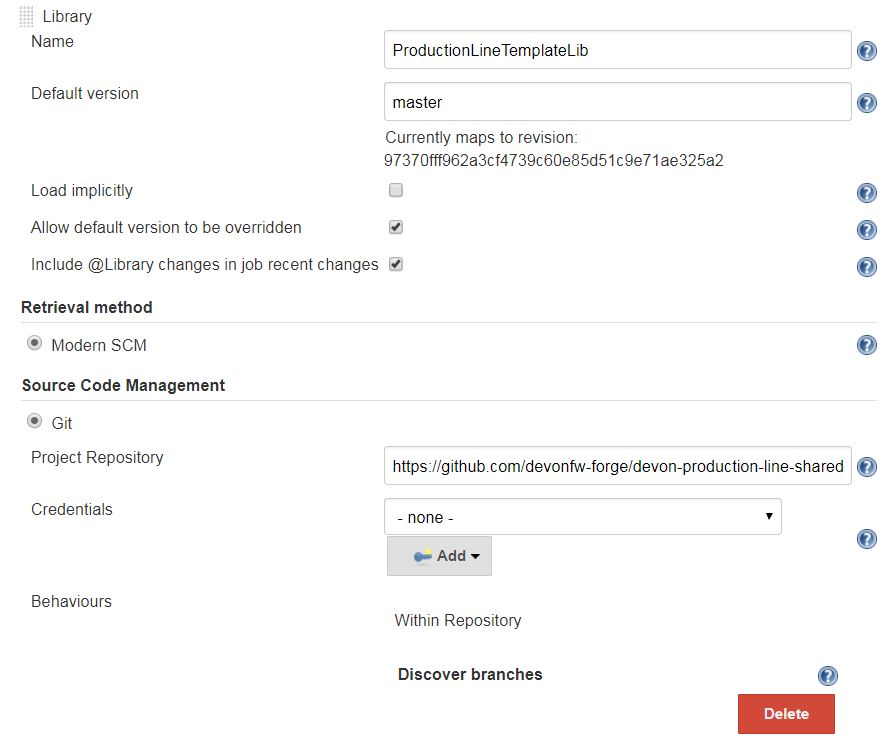 Library
Name
ProductionLineTemplateLib
Default version
master
Currently maps to revision:
97370fff962a3cf4739c60e85d51c9e71ae325a2
Load implicitly
Allow default version to be overridden
Include @Library changes in job recent changes
Retrieval method
Modern SCM
Source Code Management
Git
Project Repository
https://github.com/devonfw-forge/devon-production-line-shared
Credentials
- none -
Add
Behaviours
Within Repository
Discover branches
Delete